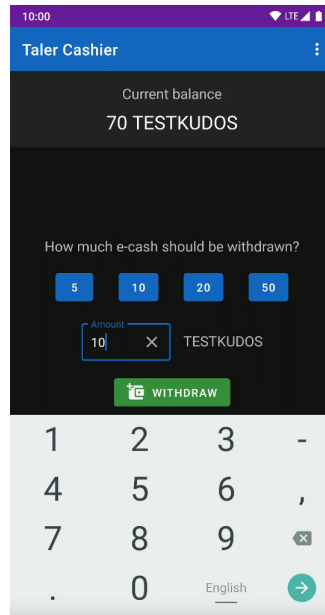 10:00 LTE
Taler Cashier
Current balance
70 TESTKUDOS
How much e-cash should be withdrawn?
5 10 20 50
Amount
10 TESTKUDOS
WITHDRAW
1 2 3 -
4 5 6 ,
7 8 9
. 0 English